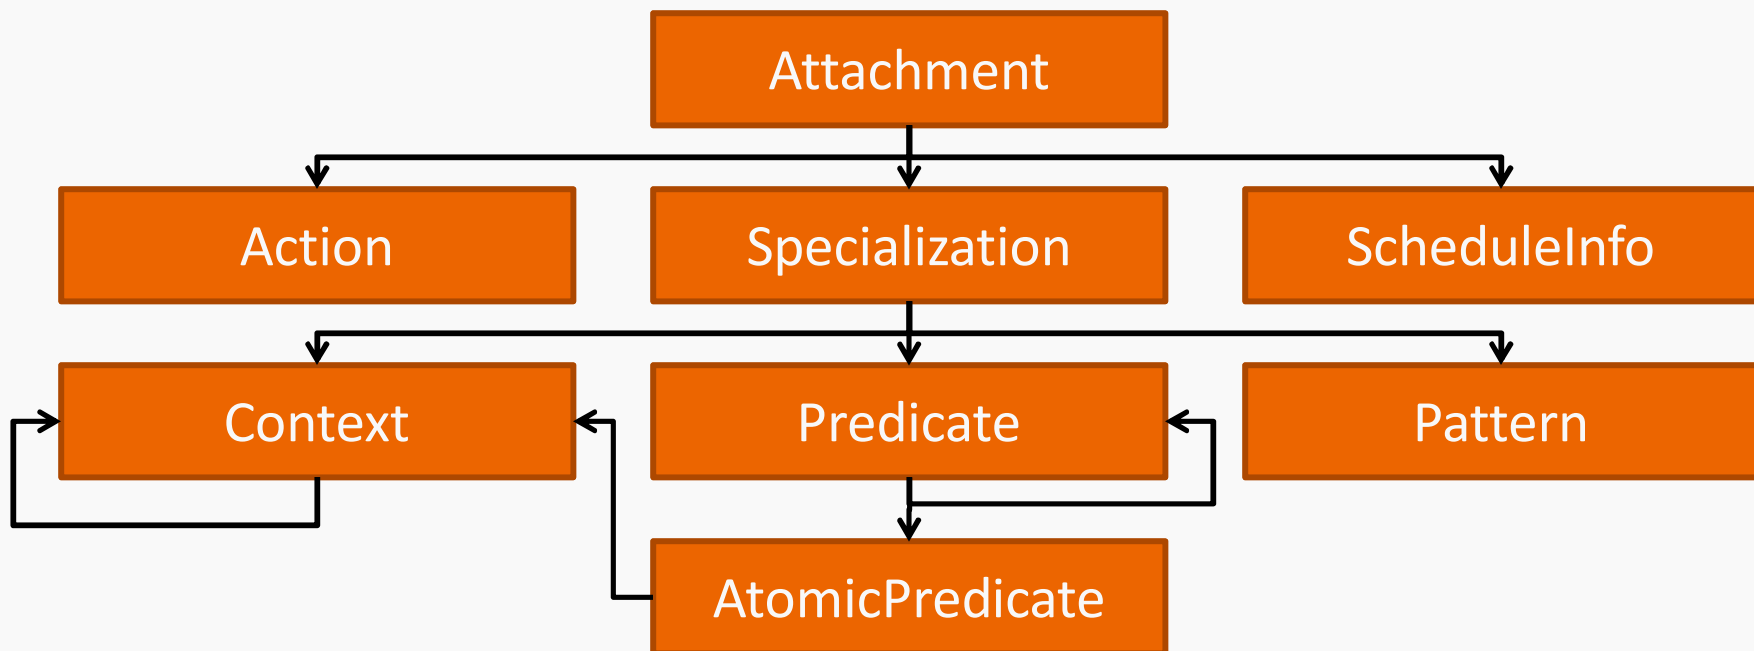 Attachment
Action
Specialization
ScheduleInfo
Context
Predicate
Pattern
AtomicPredicate